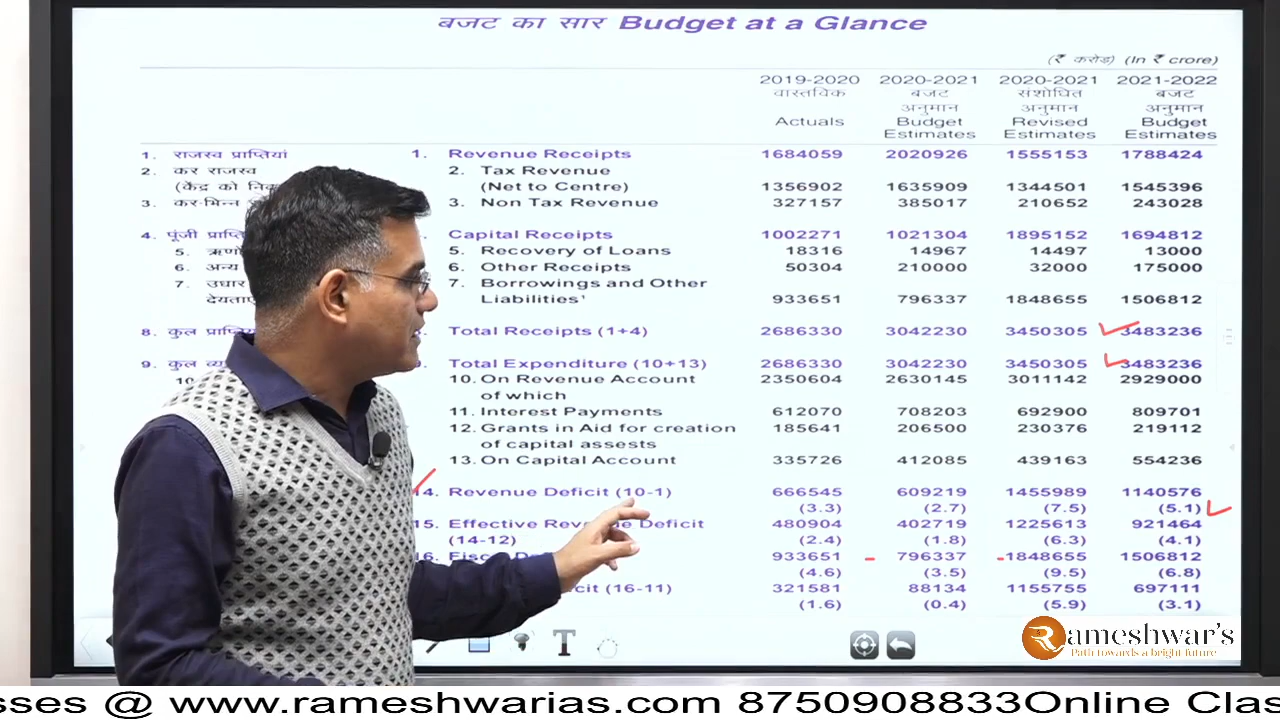 बजट का सार Budget at a Glance
(₹ करोड़) (In ₹ crore)
2019-2020 2020-2021 2020-2021 2021-2022
वास्तविक बजट संशोधित बजट
अनुमान अनुमान अनुमान
Actuals Budget Revised Budget
Estimates Estimates Estimates
1. राजस्व प्राप्तियां 1. Revenue Receipts 1684059 2020926 1555153 1788424
2. कर राजस्व 2. Tax Revenue
(केंद्र को (Net to Centre) 1356902 1635909 1344501 1545396
3. कर-भिन्न 3. Non Tax Revenue 327157 385017 210652 243028
4. पूंजी Capital Receipts 1002271 1021304 1895152 1694812
5. 5. Recovery of Loans 18316 14967 14497 13000
6. अन्य 6. Other Receipts 50304 210000 32000 175000
7. उधार 7. Borrowings and Other
Liabilities¹ 933651 796337 1848655 1506812
8 कुल Total Receipts (1+4) 2686330 3042230 3450305 3483236
9. कुल Total Expenditure (10+13) 2686330 3042230 3450305 3483236
10 10. On Revenue Account 2350604 2630145 3011142 2929000
of which
11. Interest Payments 612070 708203 692900 809701
12. Grants in Aid for creation 185641 206500 230376 219112
of capital assests
13. On Capital Account 335726 412085 439163 554236
14. Revenue Deficit (10-1) 666545 609219 1455989 1140576
(3.3) (2.7) (7.5) (5.1)
15. Effective Deficit 480904 402719 1225613 921464
(14-12) (2.4) (1.8) (6.3) (4.1)
16. 933651 796337 1848655 1506812
(4.6) (3.5) (9.5) (6.8)
(16-11) 321581 88134 1155755 697111
(1.6) (0.4) (5.9) (3.1)
T
Rameshwar's
Path towards a bright future
sses @ www.rameshwarias.com 8750908833Online Clas